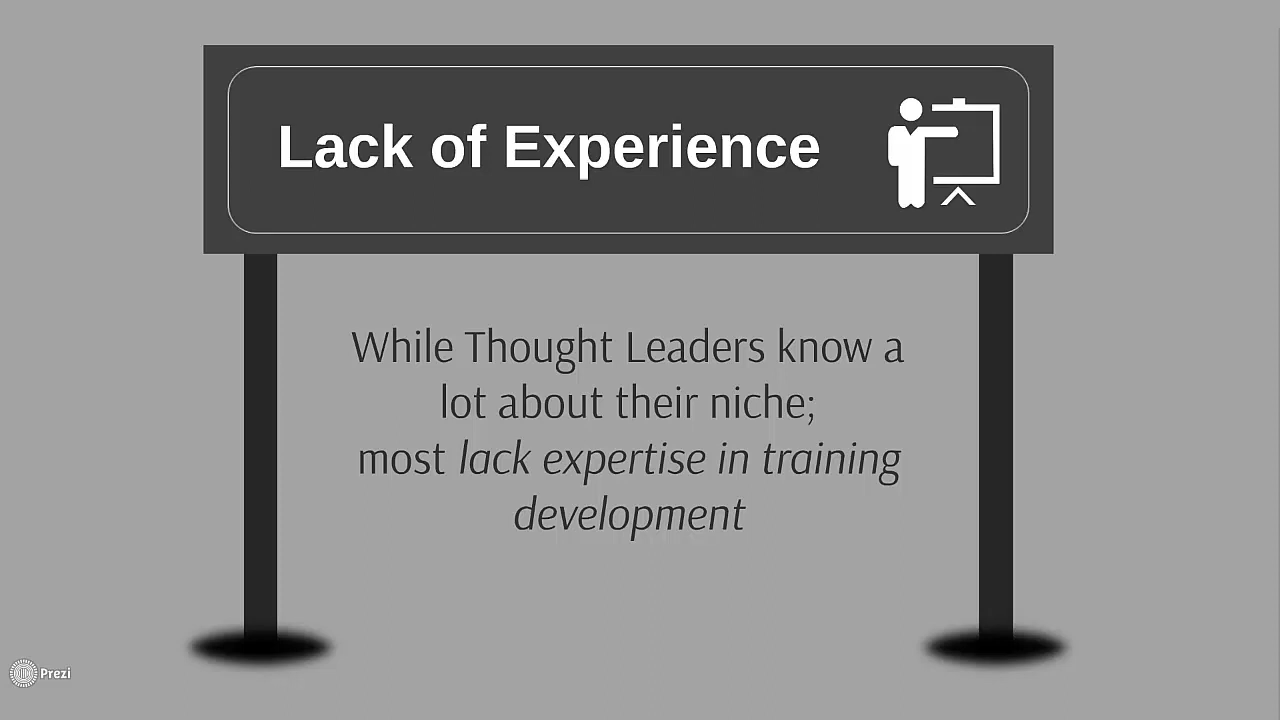 Lack of Experience
While Thought Leaders know a
lot about their niche;
most lack expertise in training
development
Prezi